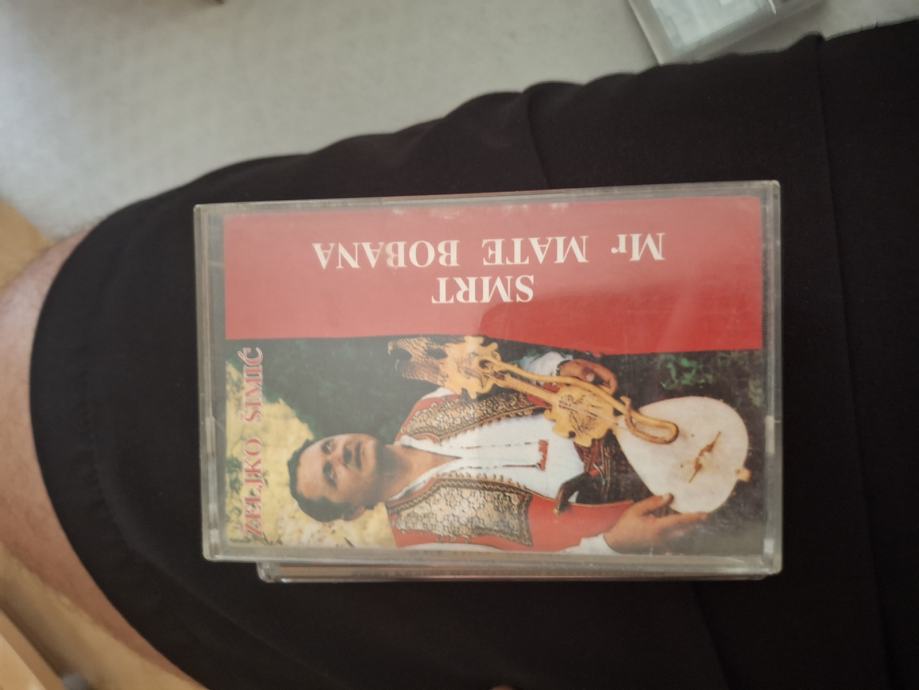 SMRT
Mr MATE BOBANA
ŽELJKO ŠIMIĆ